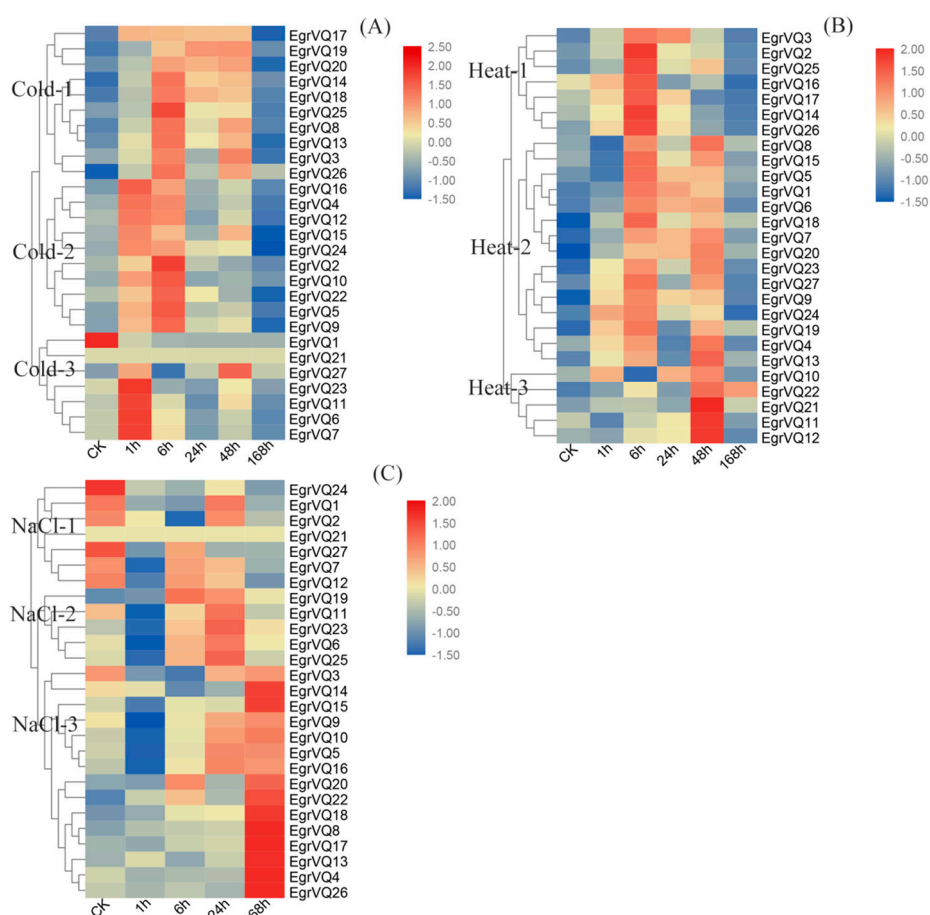 (A)
Cold-1
Cold-2
Cold-3
EgrVQ17
EgrVQ19
EgrVQ20
EgrVQ14
EgrVQ18
EgrVQ25
EgrVQ8
EgrVQ13
EgrVQ3
EgrVQ26
EgrVQ16
EgrVQ4
EgrVQ12
EgrVQ15
EgrVQ24
EgrVQ2
EgrVQ10
EgrVQ22
EgrVQ5
EgrVQ9
EgrVQ1
EgrVQ21
EgrVQ27
EgrVQ23
EgrVQ11
EgrVQ6
EgrVQ7
CK 1h 6h 24h 48h 168h
2.50
2.00
1.50
1.00
0.50
0.00
-0.50
-1.00
-1.50
(B)
Heat-1
Heat-2
Heat-3
EgrVQ3
EgrVQ2
EgrVQ25
EgrVQ16
EgrVQ17
EgrVQ14
EgrVQ26
EgrVQ8
EgrVQ15
EgrVQ5
EgrVQ1
EgrVQ6
EgrVQ18
EgrVQ7
EgrVQ20
EgrVQ23
EgrVQ27
EgrVQ9
EgrVQ24
EgrVQ19
EgrVQ4
EgrVQ13
EgrVQ10
EgrVQ22
EgrVQ21
EgrVQ11
EgrVQ12
CK 1h 6h 24h 48h 168h
2.00
1.50
1.00
0.50
0.00
-0.50
-1.00
-1.50
(C)
NaCl-1
NaCl-2
NaCl-3
EgrVQ24
EgrVQ1
EgrVQ2
EgrVQ21
EgrVQ27
EgrVQ7
EgrVQ12
EgrVQ19
EgrVQ11
EgrVQ23
EgrVQ6
EgrVQ25
EgrVQ3
EgrVQ14
EgrVQ15
EgrVQ9
EgrVQ10
EgrVQ5
EgrVQ16
EgrVQ20
EgrVQ22
EgrVQ18
EgrVQ8
EgrVQ17
EgrVQ13
EgrVQ4
EgrVQ26
CK 1h 6h 24h 68h
2.00
1.50
1.00
0.50
0.00
-0.50
-1.00
-1.50